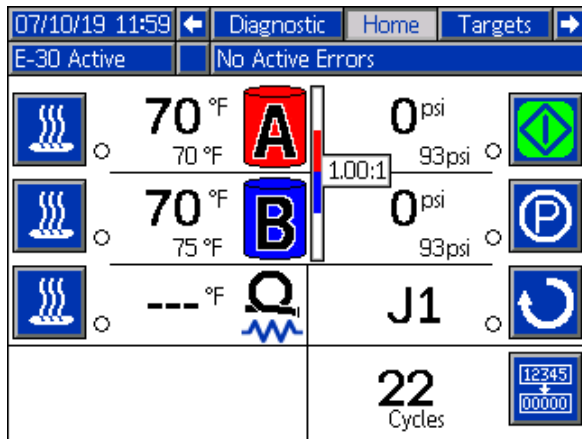 07/10/19 11:59 Diagnostic Home Targets
E-30 Active No Active Errors
70 °F A 0 psi
70 °F 93psi
1.00:1
70 °F B 0 psi
75 °F 93psi
P
---°F J1
22
Cycles
12345
00000